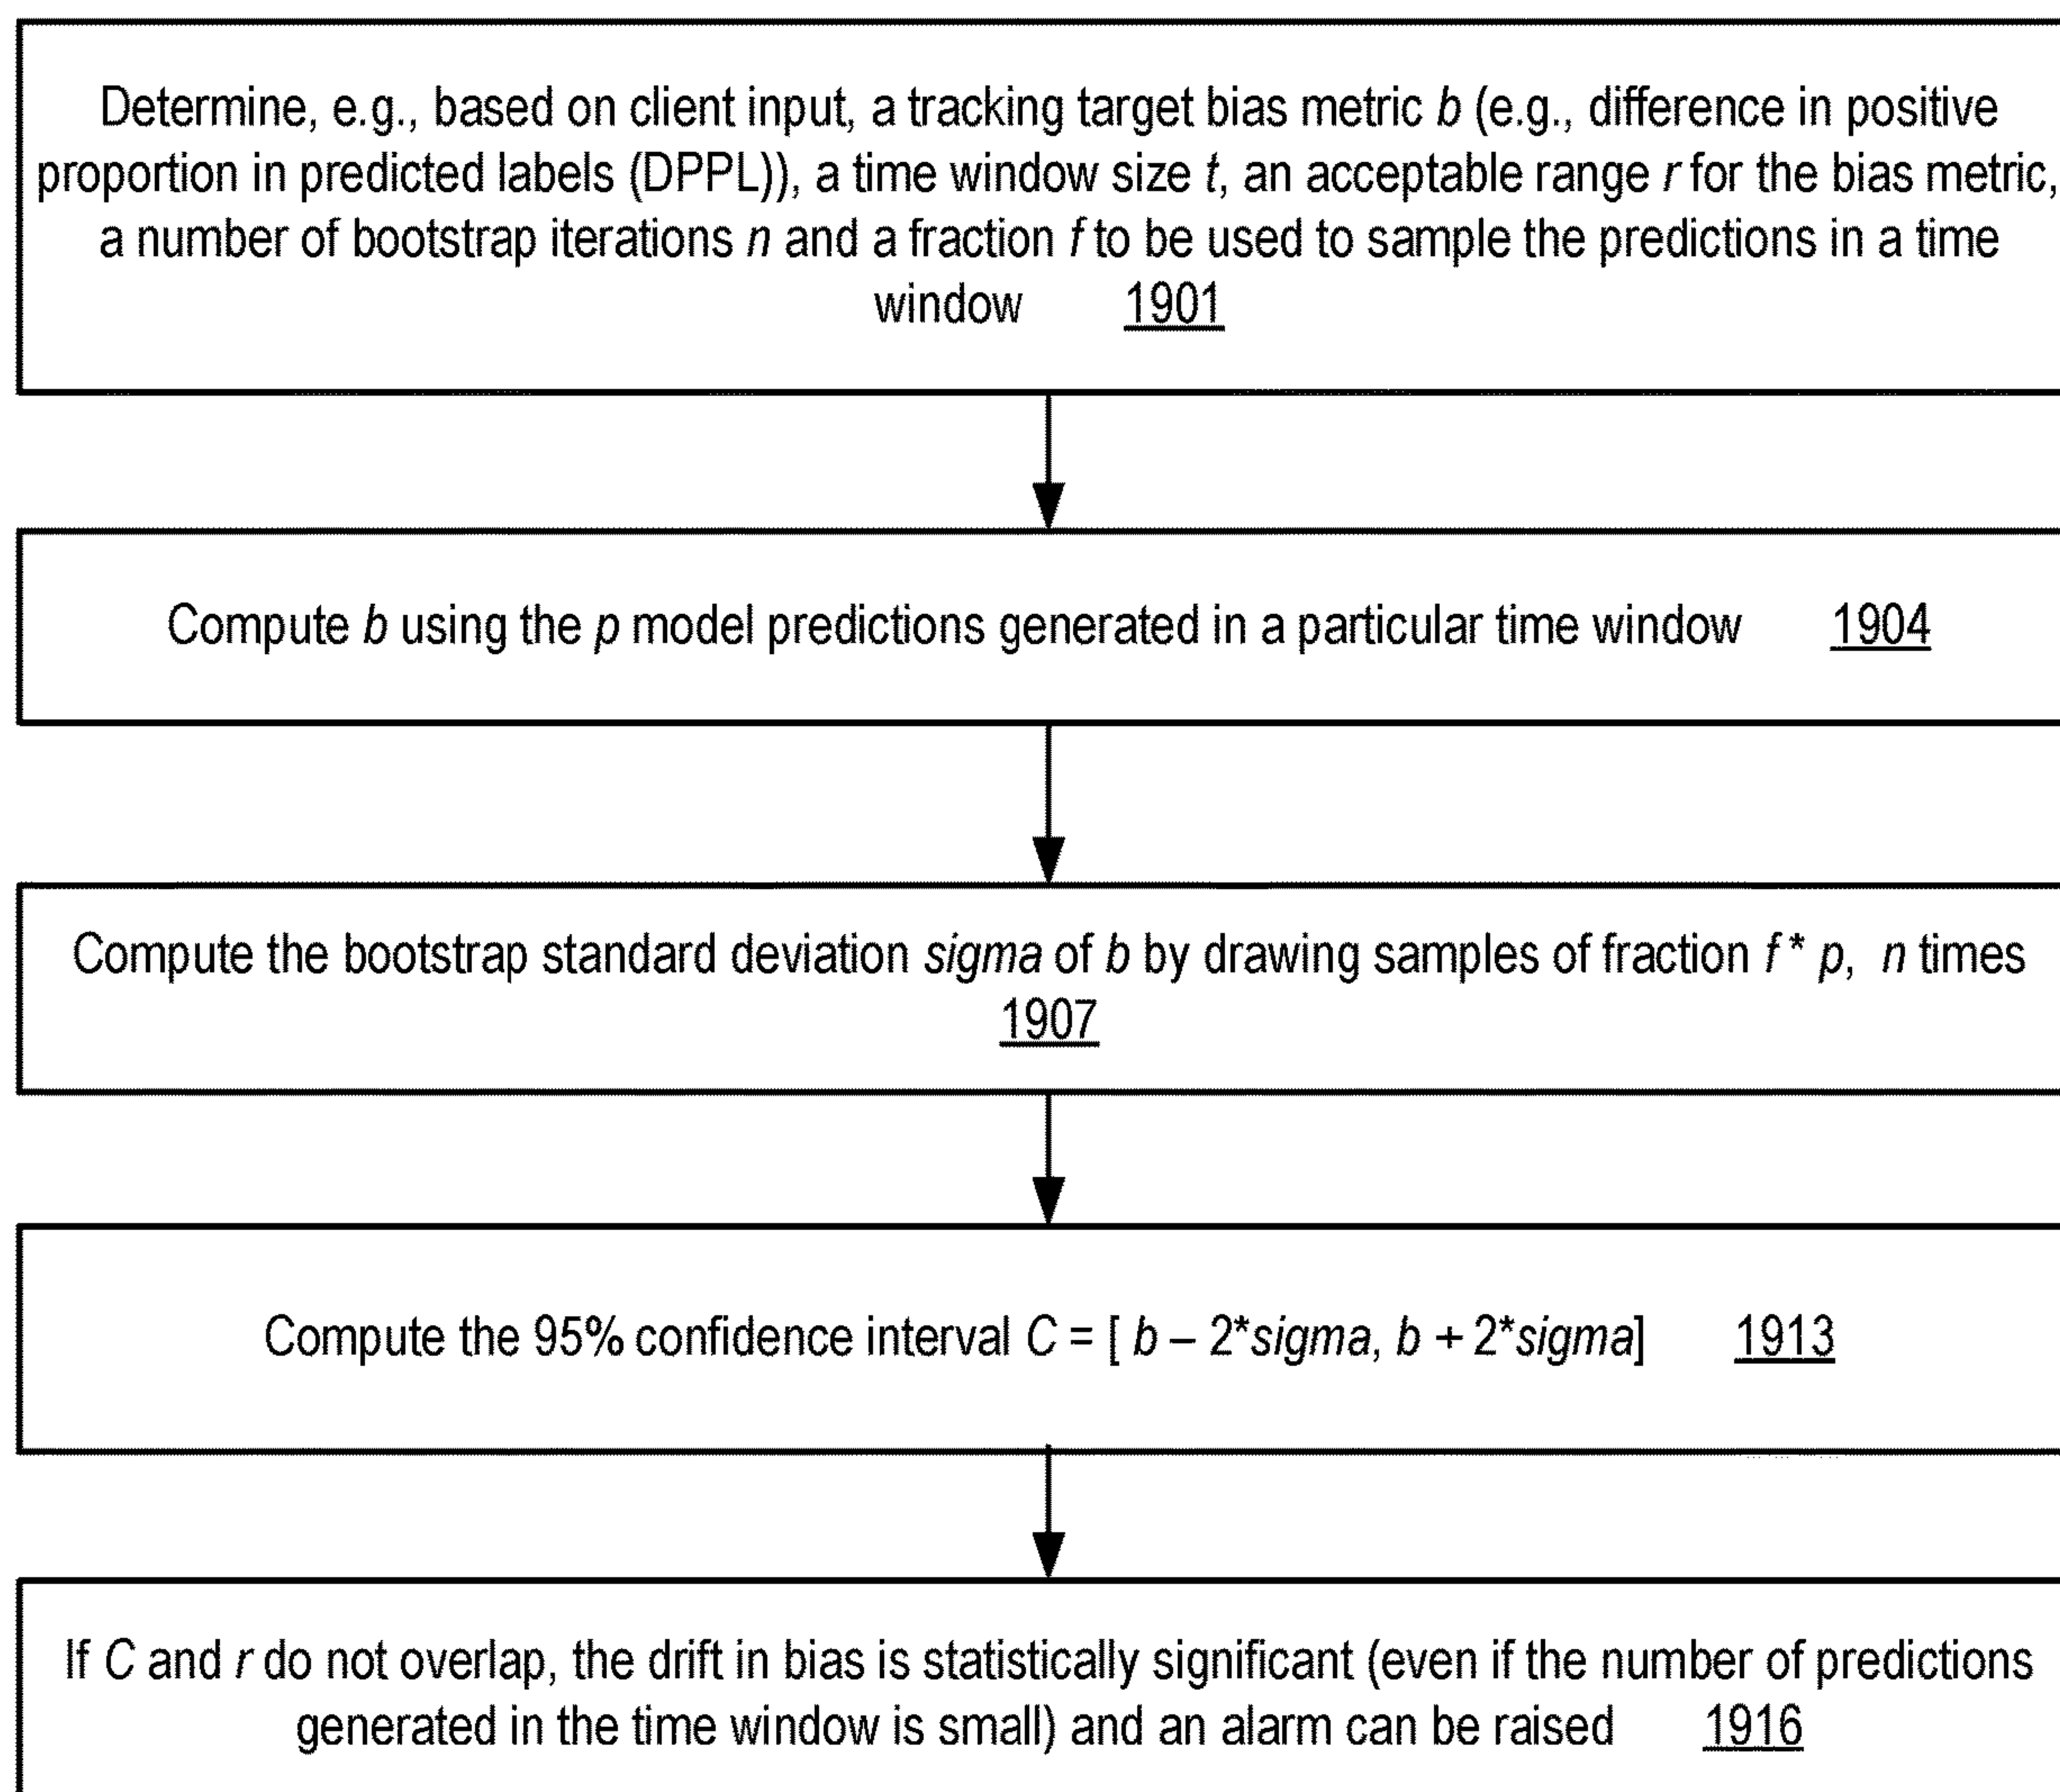 Determine, e.g., based on client input, a tracking target bias metric b (e.g., difference in positive
proportion in predicted labels (DPPL)), a time window size t, an acceptable range r for the bias metric,
a number of bootstrap iterations n and a fraction f to be used to sample the predictions in a time
window 1901
Compute b using the p model predictions generated in a particular time window 1904
Compute the bootstrap standard deviation sigma of b by drawing samples of fraction f * p, n times
1907
Compute the 95% confidence interval C = [ b – 2*sigma, b + 2*sigma] 1913
If C and r do not overlap, the drift in bias is statistically significant (even if the number of predictions
generated in the time window is small) and an alarm can be raised 1916